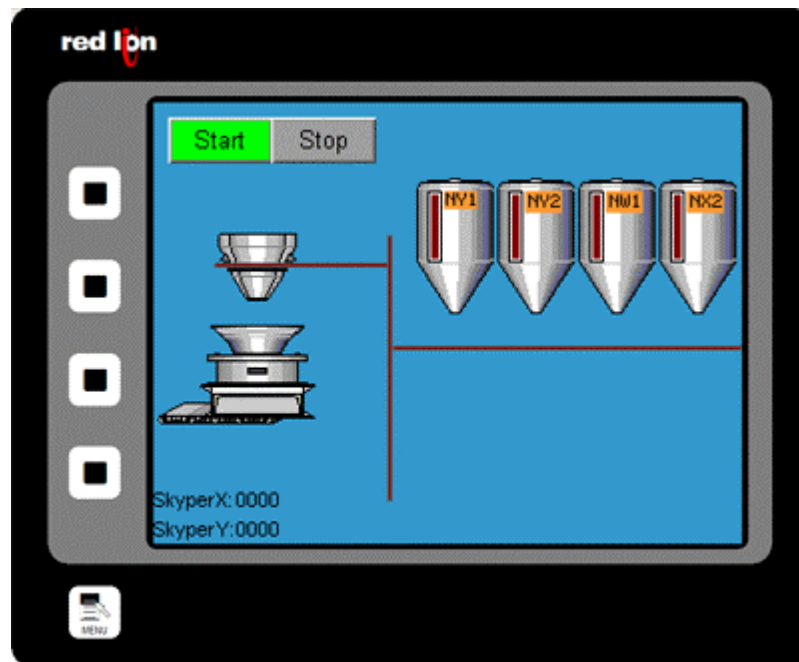 red lion
Start Stop
NY1 NY2 NW1 NX2
SkyperX:0000
SkyperY:0000
MENU